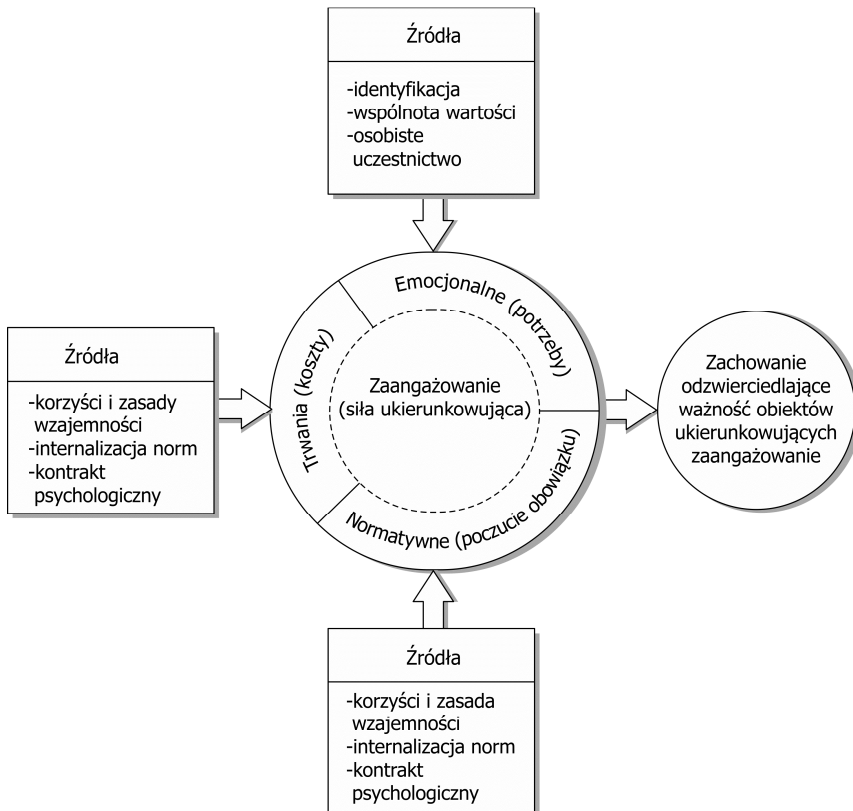 Źródła
-identyfikacja
-wspólnota wartości
-osobiste
uczestnictwo
Emocjonalne (potrzeby)
Trwania (koszty)
Normatywne (poczucie obowiązku)
Zaangażowanie
(siła ukierunkowująca)
Źródła
-korzyści i zasady
wzajemności
-internalizacja norm
-kontrakt
psychologiczny
Zachowanie
odzwierciedlające
ważność obiektów
ukierunkowujących
zaangażowanie
Źródła
-korzyści i zasada
wzajemności
-internalizacja norm
-kontrakt
psychologiczny